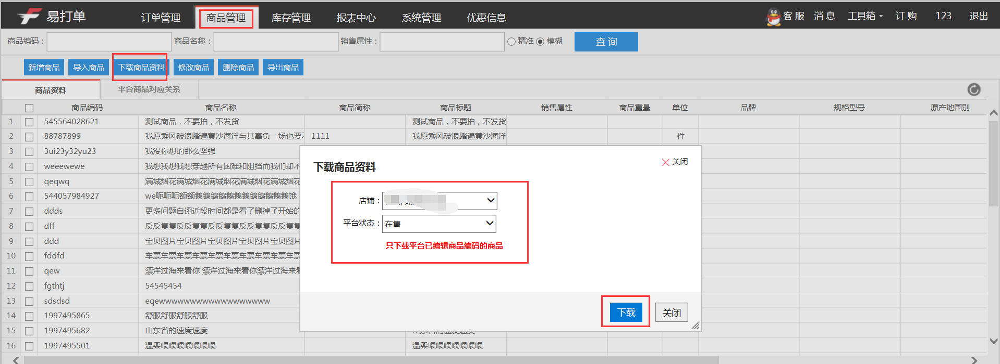 易打单 订单管理 商品管理 库存管理 报表中心 系统管理 优惠信息 客服 消息 工具箱 订购 123 退出
商品编码： 商品名称： 销售属性： 精准 模糊 查询
新增商品 导入商品 下载商品资料 修改商品 删除商品 导出商品
商品资料 平台商品对应关系
商品编码 商品名称 商品简称 商品标题 销售属性 商品重量 单位 品牌 规格型号 原产地国别
1 545564028621 测试商品，不要拍，不发货 测试商品，不要拍，不发货
2 88787899 我愿乘风破浪踏遍黄沙海洋与其辜负一场也要 1111 我愿乘风破浪踏遍黄沙海洋 件
3 3ui23y32yu23 我没你想的那么坚强
4 weeewewe 我想我想我想穿越所有困难和阻挡而我们却不
5 qeqwq 满城烟花满城烟花满城烟花满城烟花满城烟花
6 544057984927 we呃呃呃额额鹅鹅鹅鹅鹅鹅鹅鹅鹅鹅鹅鹅饿
7 ddds 更多问题自诩近段时间都是看了删掉了开始的
8 dff 反反复复反反复复反反复复反反复复反反复复
9 ddd 宝贝图片宝贝图片宝贝图片宝贝图片宝贝图片
10 fddfd 车票车票车票车票车票车票车票车票车票车票
11 qew 漂洋过海来看你 漂洋过海来看你漂洋过海来看
12 fgthtj 54545454
13 sdsdsd eqewwwwwwwwwwwwwwwwww
14 1997495865 舒服舒服舒服舒服
15 1997495682 山东省的速度速度 山东省的速度速度
16 1997495501 温柔喂喂喂喂喂喂喂 温柔喂喂喂喂喂喂喂
下载商品资料 关闭
店铺：
平台状态： 在售
只下载平台已编辑商品编码的商品
下载 关闭